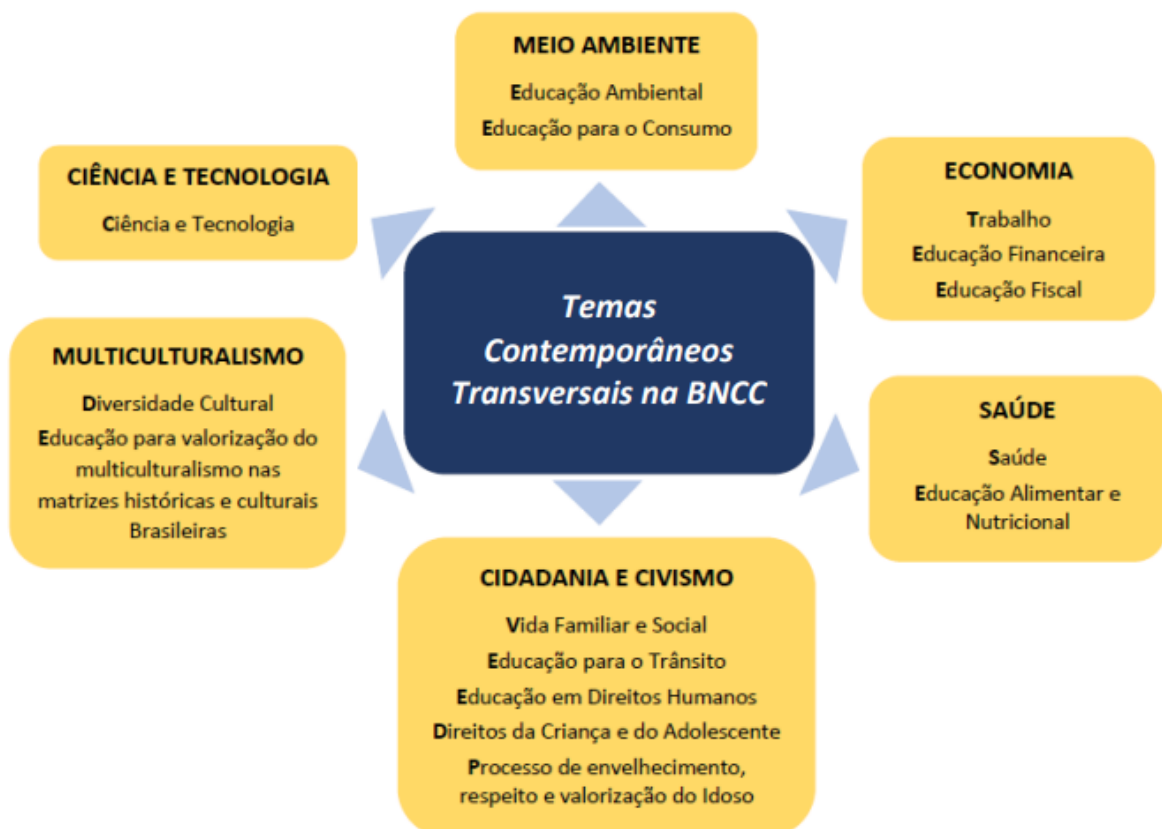 MEIO AMBIENTE
Educação Ambiental
Educação para o Consumo
CIÊNCIA E TECNOLOGIA
Ciência e Tecnologia
ECONOMIA
Trabalho
Educação Financeira
Educação Fiscal
Temas
Contemporâneos
Transversais na BNCC
MULTICULTURALISMO
Diversidade Cultural
Educação para valorização do
multiculturalismo nas
matrizes históricas e culturais
Brasileiras
SAÚDE
Saúde
Educação Alimentar e
Nutricional
CIDADANIA E CIVISMO
Vida Familiar e Social
Educação para o Trânsito
Educação em Direitos Humanos
Direitos da Criança e do Adolescente
Processo de envelhecimento,
respeito e valorização do Idoso